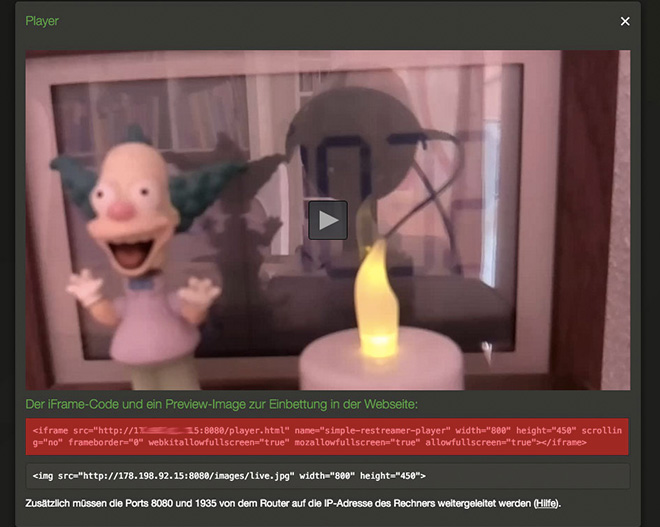 Player
Der iFrame-Code und ein Preview-Image zur Einbettung in der Webseite:
<iframe src="http://1 15:8080/player.html" name="simple-restreamer-player" width="800" height="450" scrollin
g="no" frameborder="0" webkitallowfullscreen="true" mozallowfullscreen="true" allowfullscreen="true"></iframe>
<img src="http://178.198.92.15:8080/images/live.jpg" width="800" height="450">
Zusätzlich müssen die Ports 8080 und 1935 von dem Router auf die IP-Adresse des Rechners weitergeleitet werden (Hilfe).